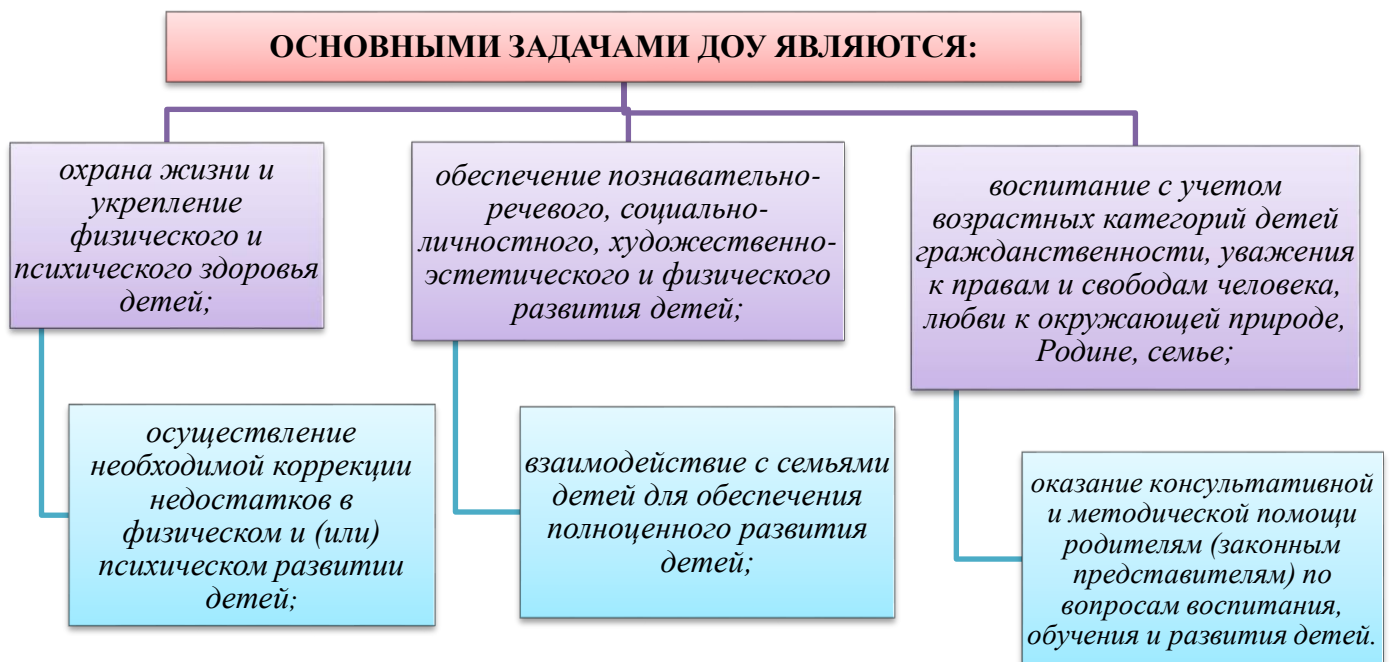 ОСНОВНЫМИ ЗАДАЧАМИ ДОУ ЯВЛЯЮТСЯ:
охрана жизни и
укрепление
физического и
психического здоровья
детей;
обеспечение познавательно-
речевого, социально-
личностного, художественно-
эстетического и физического
развития детей;
воспитание с учетом
возрастных категорий детей
гражданственности, уважения
к правам и свободам человека,
любви к окружающей природе,
Родине, семье;
осуществление
необходимой коррекции
недостатков в
физическом и (или)
психическом развитии
детей;
взаимодействие с семьями
детей для обеспечения
полноценного развития
детей;
оказание консультативной
и методической помощи
родителям (законным
представителям) по
вопросам воспитания,
обучения и развития детей.